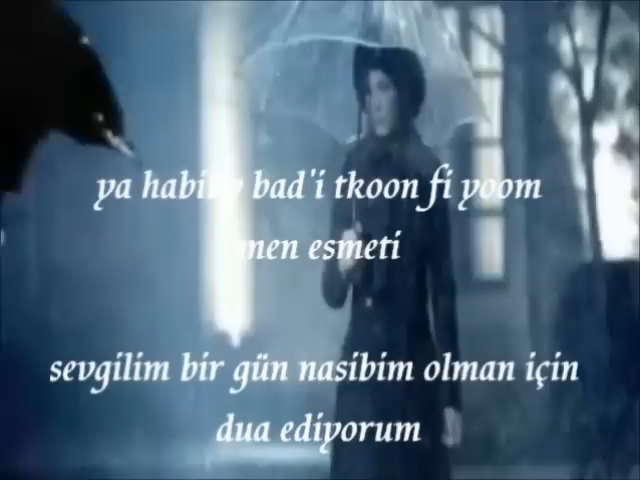 ya bad'i tkoon fi yoom
esmeti
sevgilim bir gün nasibim olman için
dua ediyorum